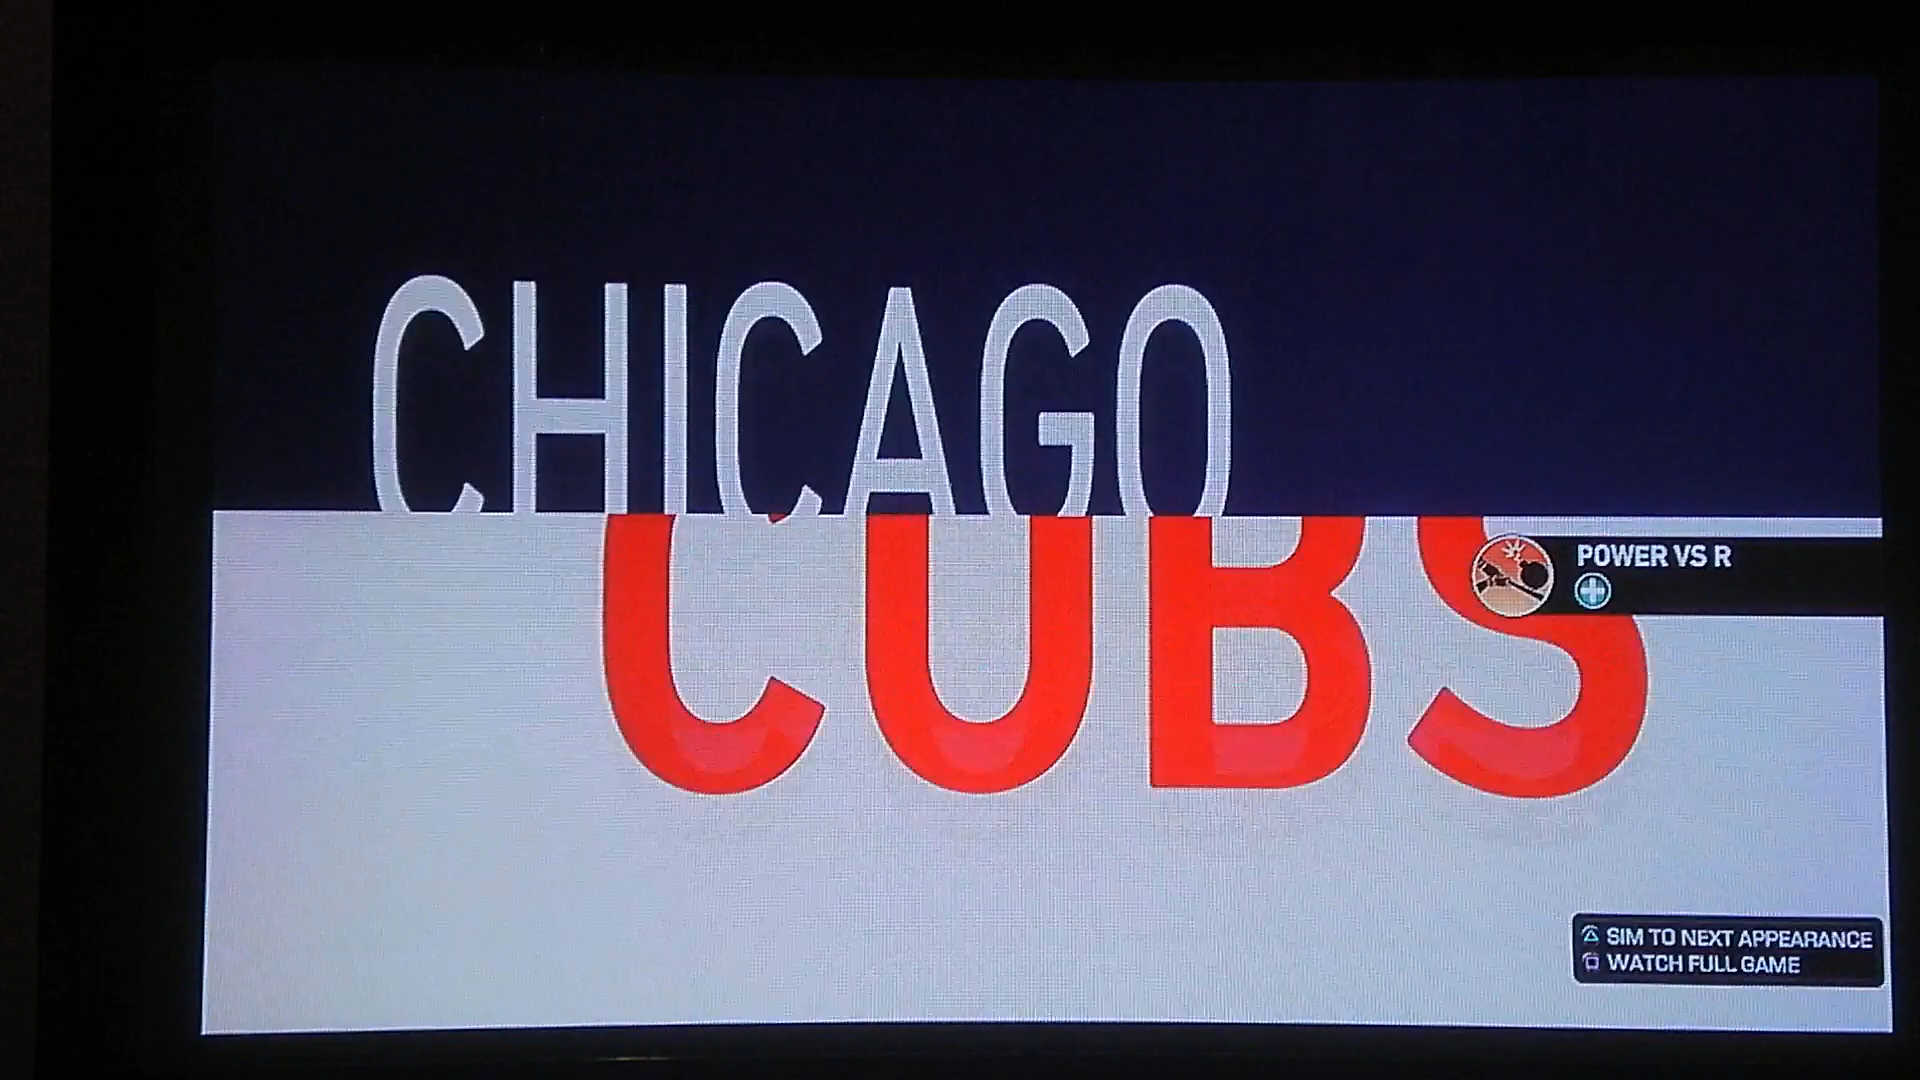 CHICAGO
CUBS
POWER VS R
SIM TO NEXT APPEARANCE
WATCH FULL GAME